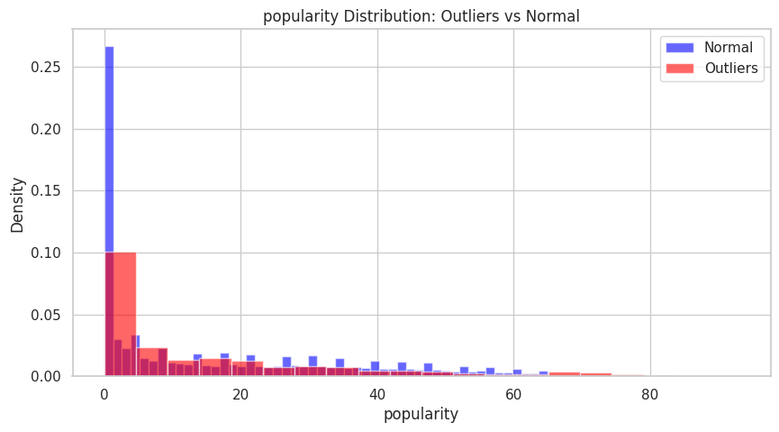 popularity Distribution: Outliers vs Normal
Normal
Outliers
Density
0.25
0.20
0.15
0.10
0.05
0.00
0 20 40 60 80
popularity